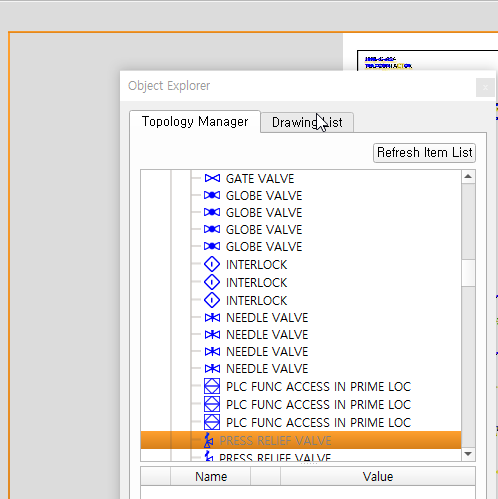 Object Explorer
x
Topology Manager
Drawing List
Refresh Item List
GATE VALVE
GLOBE VALVE
GLOBE VALVE
GLOBE VALVE
GLOBE VALVE
INTERLOCK
INTERLOCK
INTERLOCK
NEEDLE VALVE
NEEDLE VALVE
NEEDLE VALVE
NEEDLE VALVE
PLC FUNC ACCESS IN PRIME LOC
PLC FUNC ACCESS IN PRIME LOC
PLC FUNC ACCESS IN PRIME LOC
PRESS RELIEF VALVE
PRESS RELIEF VALVE
Name Value